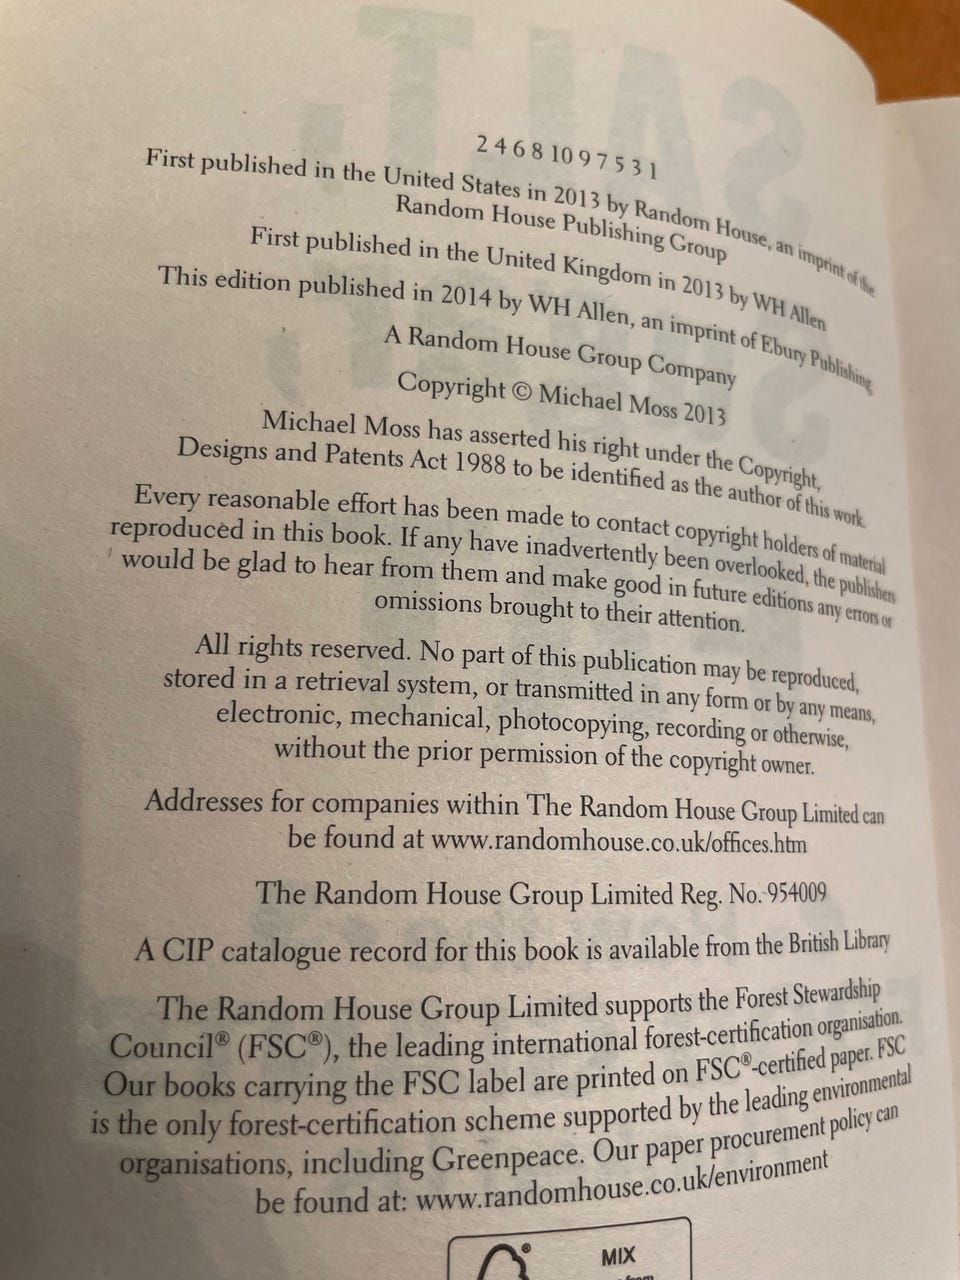 2 4 6 8 10 9 7 5 3 1
First published in the United States in 2013 by Random House, an imprint of the
Random House Publishing Group
First published in the United Kingdom in 2013 by WH Allen
This edition published in 2014 by WH Allen, an imprint of Ebury Publishing
A Random House Group Company
Copyright © Michael Moss 2013
Michael Moss has asserted his right under the Copyright,
Designs and Patents Act 1988 to be identified as the author of this work.
Every reasonable effort has been made to contact copyright holders of material
reproduced in this book. If any have inadvertently been overlooked, the publishers
would be glad to hear from them and make good in future editions any errors or
omissions brought to their attention.
All rights reserved. No part of this publication may be reproduced,
stored in a retrieval system, or transmitted in any form or by any means,
electronic, mechanical, photocopying, recording or otherwise,
without the prior permission of the copyright owner.
Addresses for companies within The Random House Group Limited can
be found at www.randomhouse.co.uk/offices.htm
The Random House Group Limited Reg. No. 954009
A CIP catalogue record for this book is available from the British Library
The Random House Group Limited supports the Forest Stewardship
Council® (FSC®), the leading international forest-certification organisation.
Our books carrying the FSC label are printed on FSC®-certified paper. FSC
is the only forest-certification scheme supported by the leading environmental
organisations, including Greenpeace. Our paper procurement policy can
be found at: www.randomhouse.co.uk/environment
MIX